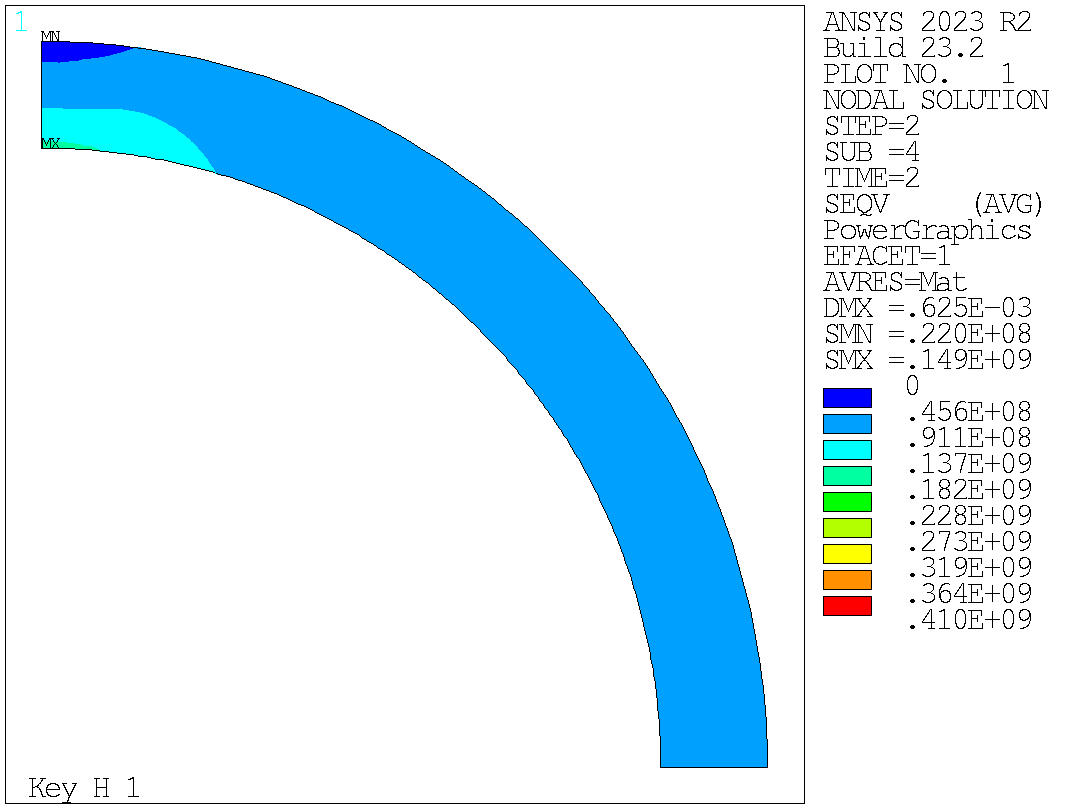 1
MN
MX
Key H 1
ANSYS 2023 R2
Build 23.2
PLOT NO.   1
NODAL SOLUTION
STEP=2
SUB =4
TIME=2
SEQV     (AVG)
PowerGraphics
EFACET=1
AVRES=Mat
DMX =.625E-03
SMN =.220E+08
SMX =.149E+09
0
.456E+08
.911E+08
.137E+09
.182E+09
.228E+09
.273E+09
.319E+09
.364E+09
.410E+09